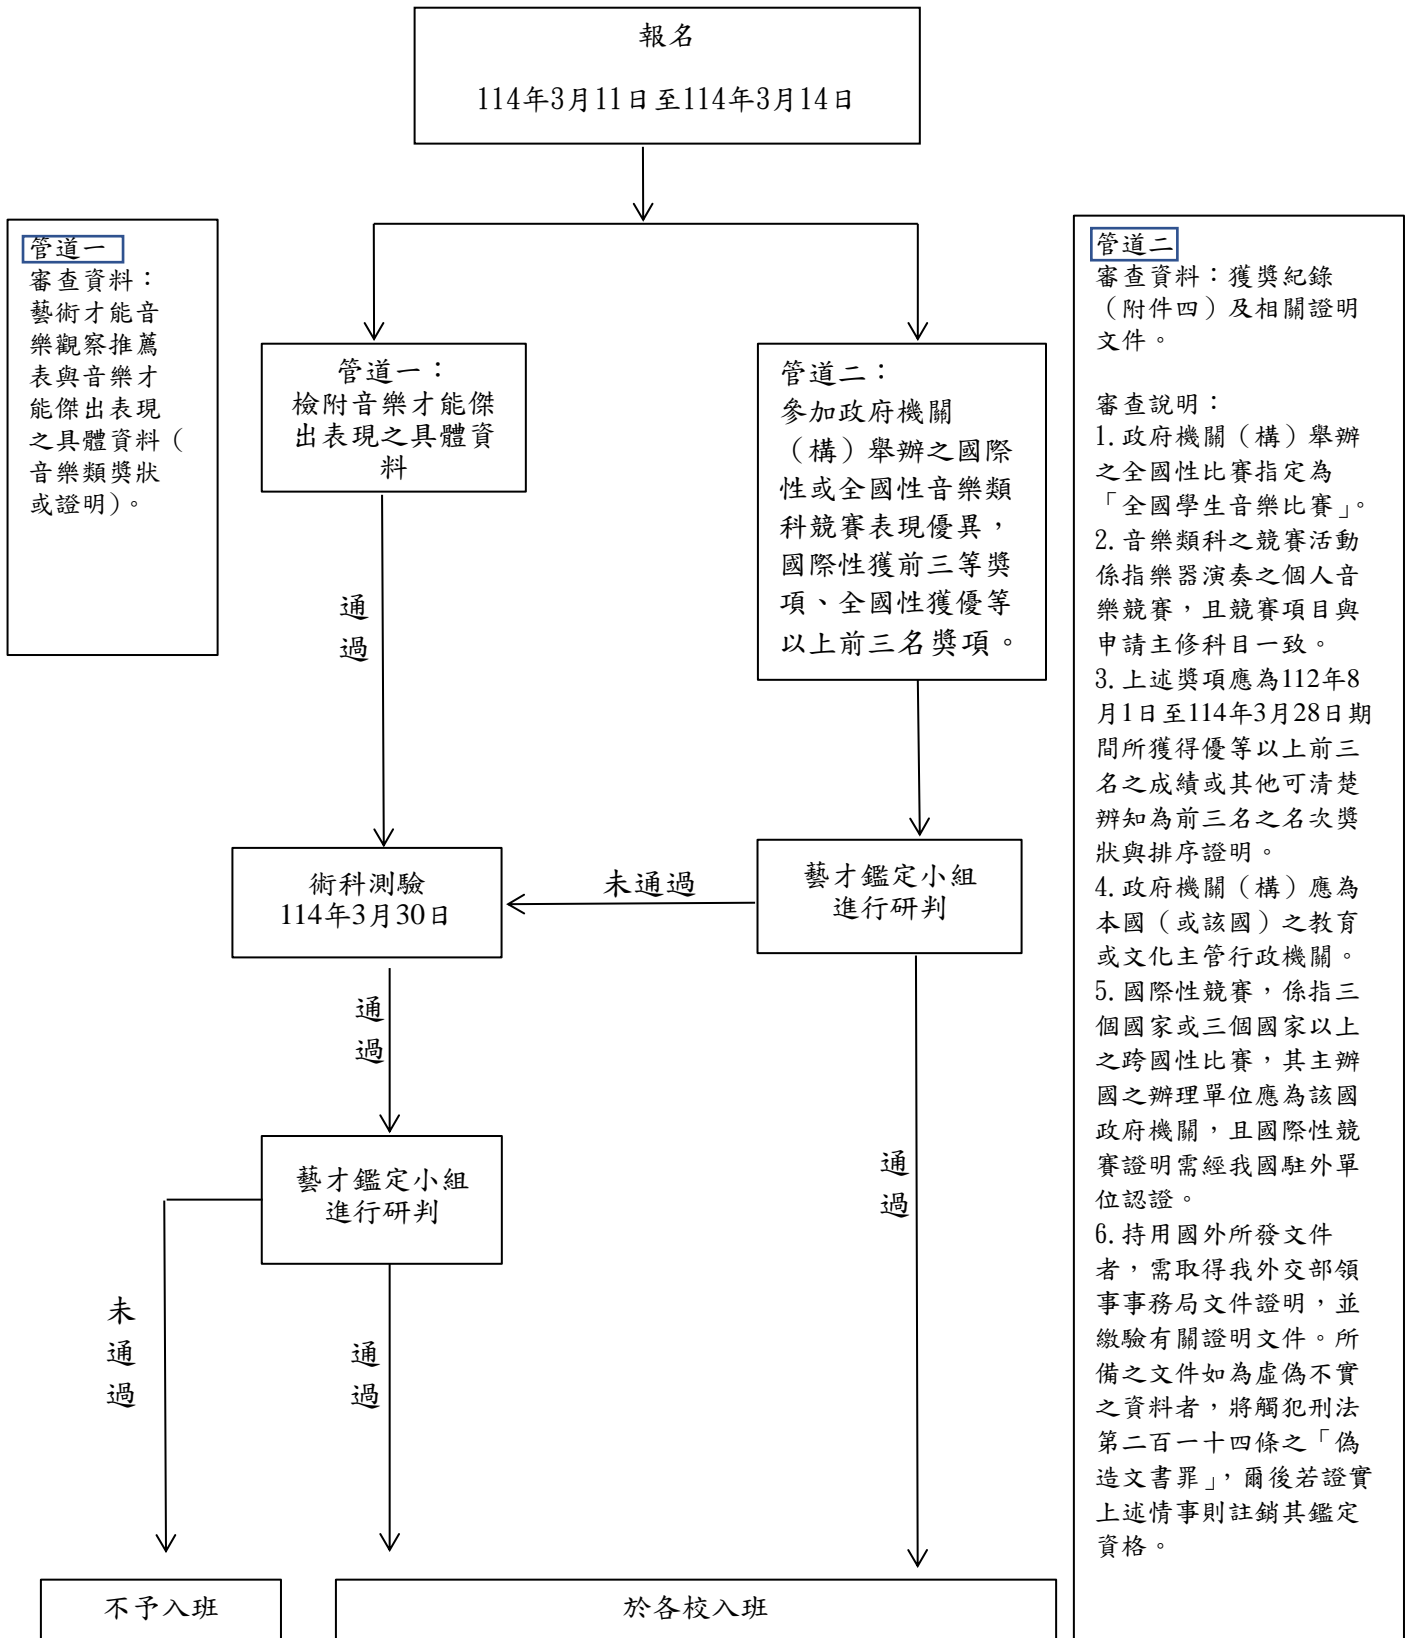 報名
114年3月11日至114年3月14日
管道一
審查資料：
藝術才能音
樂觀察推薦
表與音樂才
能傑出表現
之具體資料（
音樂類獎狀
或證明）。
管道一：
檢附音樂才能傑
出表現之具體資
料
管道二：
參加政府機關
（構）舉辦之國際
性或全國性音樂類
科競賽表現優異，
國際性獲前三等獎
項、全國性獲優等
以上前三名獎項。
管道二
審查資料：獲獎紀錄
（附件四）及相關證明
文件。
審查說明：
1.政府機關（構）舉辦
之全國性比賽指定為
「全國學生音樂比賽」。
2.音樂類科之競賽活動
係指樂器演奏之個人音
樂競賽，且競賽項目與
申請主修科目一致。
3.上述獎項應為112年8
月1日至114年3月28日期
間所獲得優等以上前三
名之成績或其他可清楚
辨知為前三名之名次獎
狀與排序證明。
4.政府機關（構）應為
本國（或該國）之教育
或文化主管行政機關。
5.國際性競賽，係指三
個國家或三個國家以上
之跨國性比賽，其主辦
國之辦理單位應為該國
政府機關，且國際性競
賽證明需經我國駐外單
位認證。
6.持用國外所發文件
者，需取得我外交部領
事事務局文件證明，並
繳驗有關證明文件。所
備之文件如為虛偽不實
之資料者，將觸犯刑法
第二百一十四條之「偽
造文書罪」，爾後若證實
上述情事則註銷其鑑定
資格。
通
過
術科測驗
114年3月30日
未通過
藝才鑑定小組
進行研判
通
過
藝才鑑定小組
進行研判
通
過
未
通
過
通
過
不予入班
於各校入班